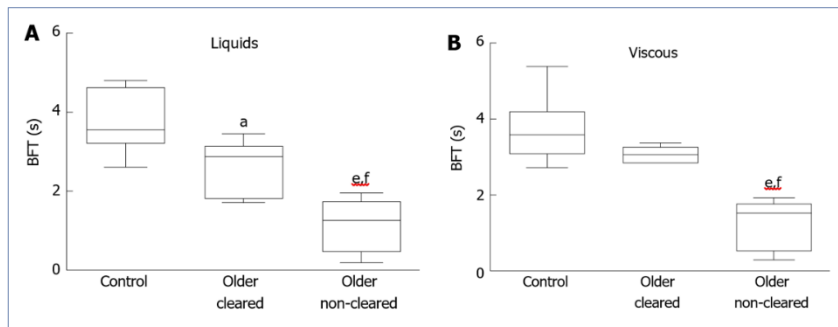 A
Liquids
BFT (s)
6
4
2
0
a
e,f
Control
Older
cleared
Older
non-cleared
B
Viscous
BFT (s)
6
4
2
0
e,f
Control
Older
cleared
Older
non-cleared